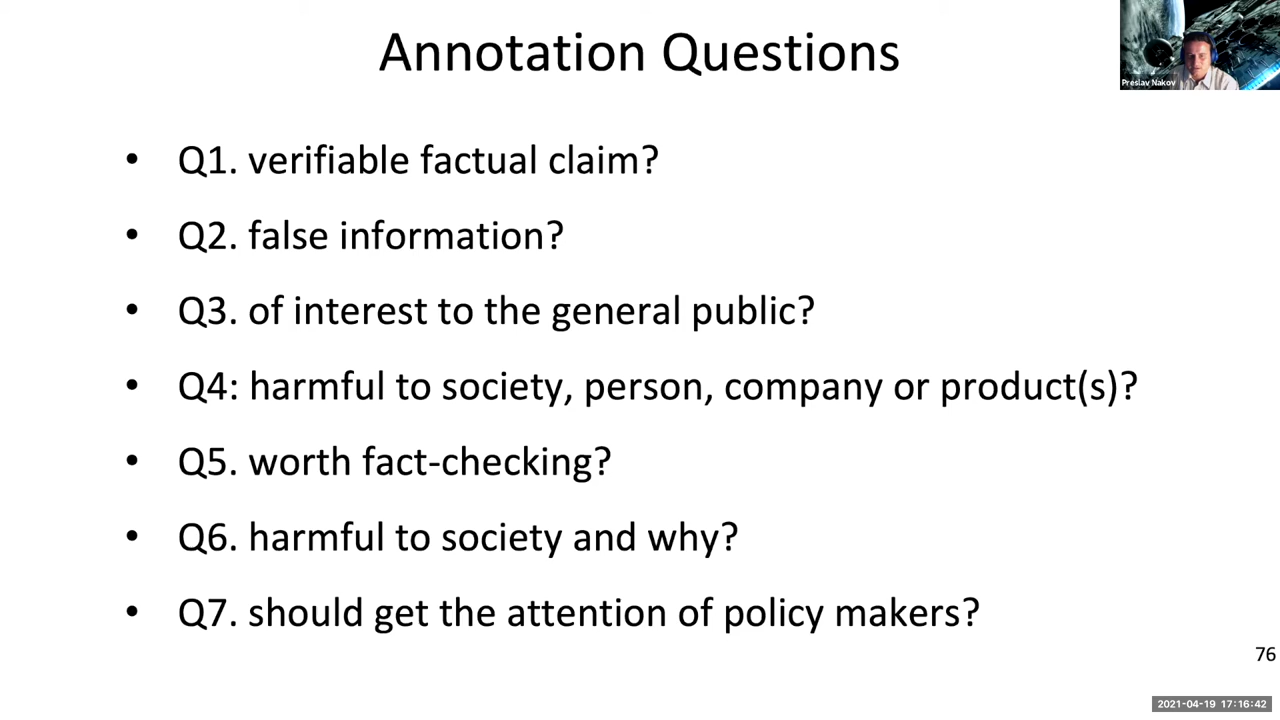 Annotation Questions
Preslav Nakov
• Q1. verifiable factual claim?
• Q2. false information?
• Q3. of interest to the general public?
• Q4: harmful to society, person, company or product(s)?
• Q5. worth fact-checking?
• Q6. harmful to society and why?
• Q7. should get the attention of policy makers?
76
2021-04-19 17:16:42